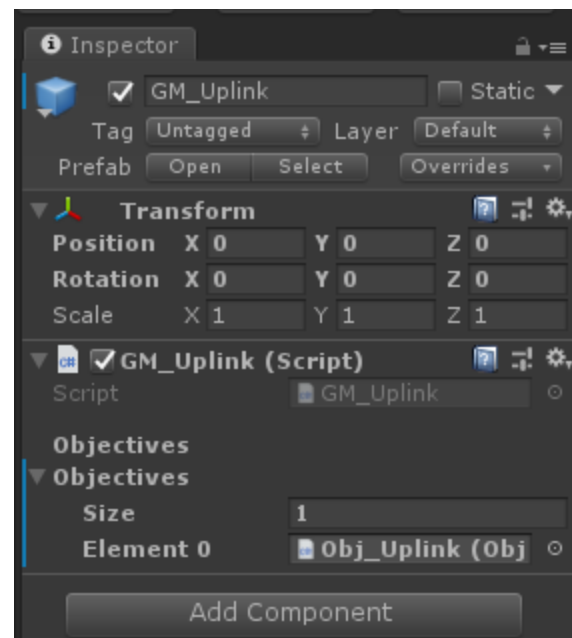 Inspector
GM_Uplink Static
Tag Untagged Layer Default
Prefab Open Select Overrides
Transform
Position X 0 Y 0 Z 0
Rotation X 0 Y 0 Z 0
Scale X 1 Y 1 Z 1
c# GM_Uplink (Script)
Script GM_Uplink
Objectives
Objectives
Size 1
Element 0 Obj_Uplink (Obj
Add Component